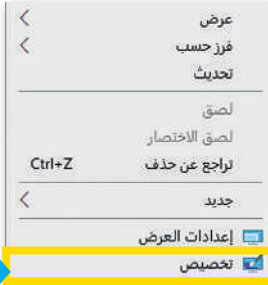 عرض
فرز حسب
تحديث
لصق
لصق الاختصار
تراجع عن حذف Ctrl+Z
جديد
إعدادات العرض
تخصيص